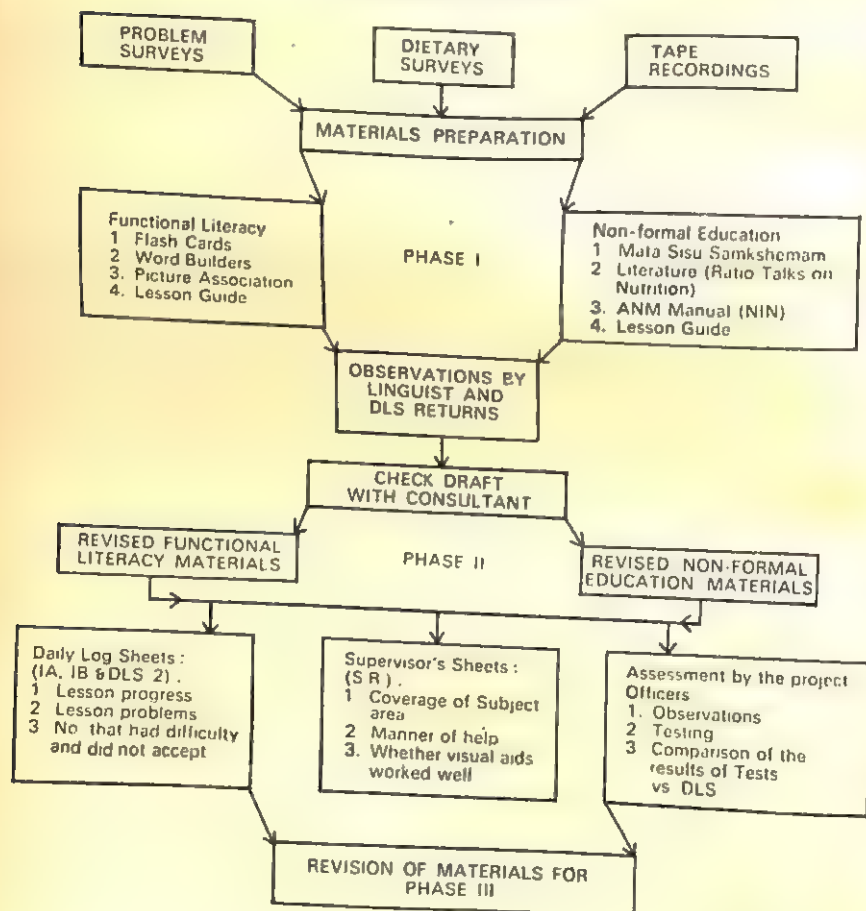 PROBLEM
SURVEYS
DIETARY
SURVEYS
TAPE
RECORDINGS
MATERIALS PREPARATION
Functional Literacy
1 Flash Cards
2 Word Builders
3. Picture Association
4. Lesson Guide
PHASE I
Non-formal Education
1 Mata Sisu Samkshemam
2 Literature (Ratio Talks on
Nutrition)
3. ANM Manual (NIN)
4. Lesson Guide
OBSERVATIONS BY
LINGUIST AND
DLS RETURNS
CHECK DRAFT
WITH CONSULTANT
REVISED FUNCTIONAL
LITERACY MATERIALS
PHASE II
REVISED NON-FORMAL
EDUCATION MATERIALS
Daily Log Sheets :
(IA, IB & DLS 2) .
1 Lesson progress
2 Lesson problems
3 No that had difficulty
and did not accept
Supervisor's Sheets :
(S R ) .
1 Coverage of Subject
area
2 Manner of help
3. Whether visual aids
worked well
Assessment by the project
Officers
1. Observations
2 Testing
3 Comparison of the
results of Tests
vs DLS
REVISION OF MATERIALS FOR
PHASE III